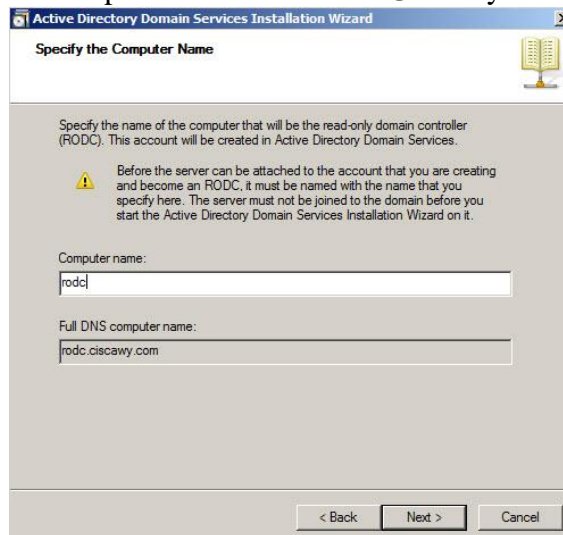 Active Directory Domain Services Installation Wizard
Specify the Computer Name
Specify the name of the computer that will be the read-only domain controller
(RODC). This account will be created in Active Directory Domain Services.
Before the server can be attached to the account that you are creating
and become an RODC, it must be named with the name that you
specify here. The server must not be joined to the domain before you
start the Active Directory Domain Services Installation Wizard on it.
Computer name:
rodc
Full DNS computer name:
rodc.ciscawy.com
< Back Next > Cancel